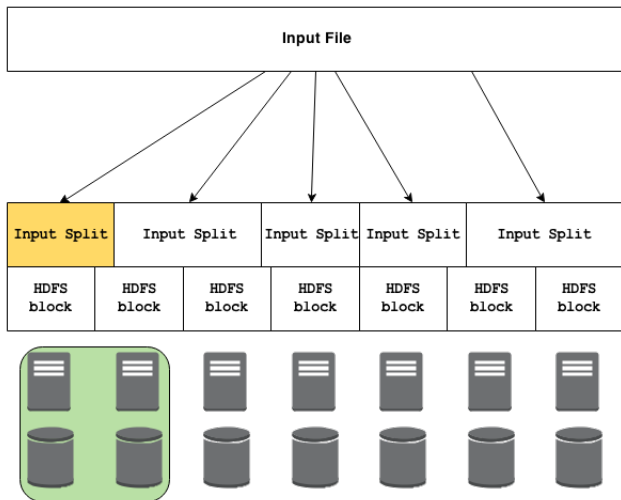 Input File
Input Split Input Split Input Split Input Split Input Split
HDFS HDFS HDFS HDFS HDFS HDFS HDFS
block block block block block block block